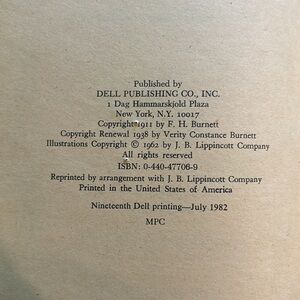 Published by
DELL PUBLISHING CO., INC.
1 Dag Hammarskjold Plaza
New York, N.Y. 10017
Copyright 1911 by F. H. Burnett
Copyright Renewal 1938 by Verity Constance Burnett
Illustrations Copyright © 1962 by J. B. Lippincott Company
All rights reserved
ISBN: 0-440-47706-9
Reprinted by arrangement with J. B. Lippincott Company
Printed in the United States of America
Nineteenth Dell printing—July 1982
MPC